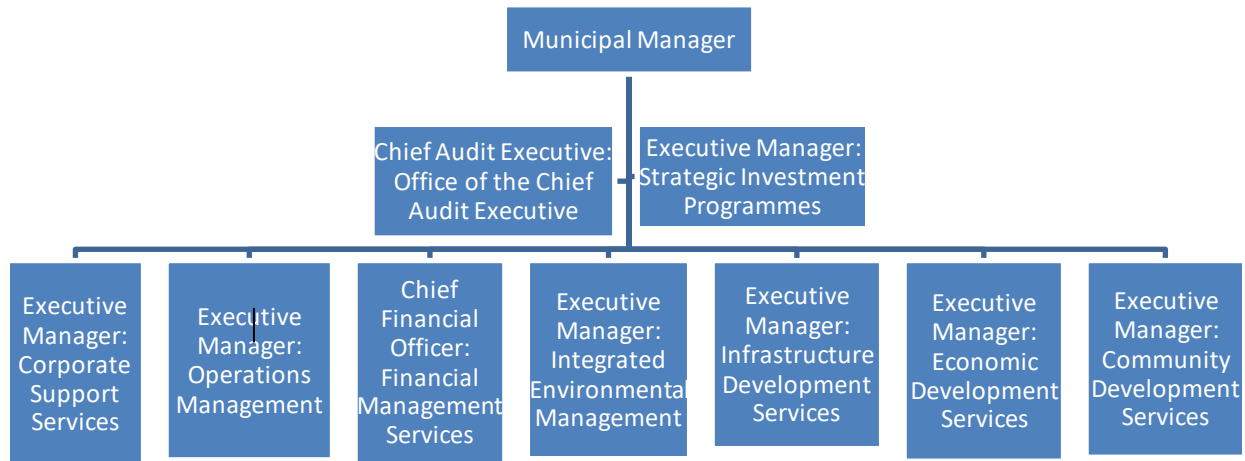 Municipal Manager
Chief Audit Executive:
Office of the Chief
Audit Executive
Executive Manager:
Strategic Investment
Programmes
Executive
Manager:
Corporate
Support
Services
Executive
Manager:
Operations
Management
Chief
Financial
Officer:
Financial
Management
Services
Executive
Manager:
Integrated
Environmental
Management
Executive
Manager:
Infrastructure
Development
Services
Executive
Manager:
Economic
Development
Services
Executive
Manager:
Community
Development
Services